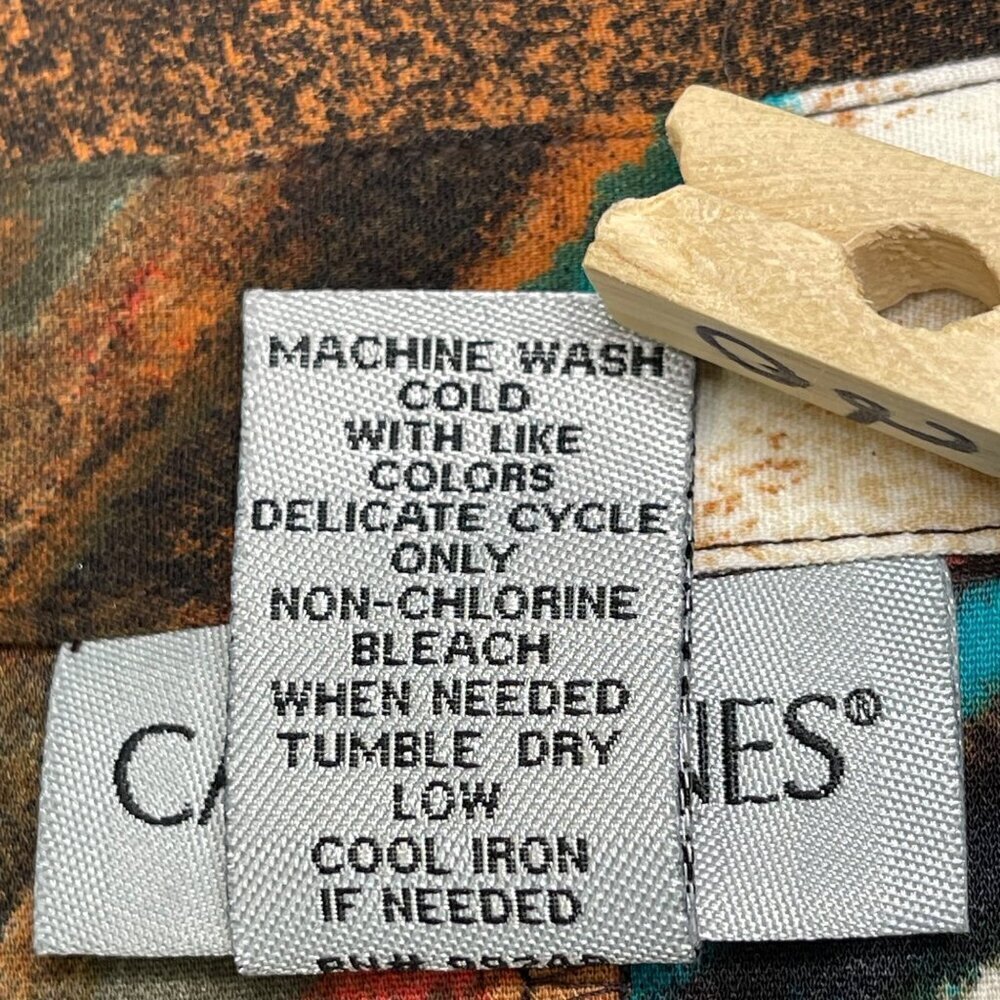 MACHINE WASH
COLD
WITH LIKE
COLORS
DELICATE CYCLE
ONLY
NON-CHLORINE
BLEACH
WHEN NEEDED
TUMBLE DRY
LOW
COOL IRON
IF NEEDED